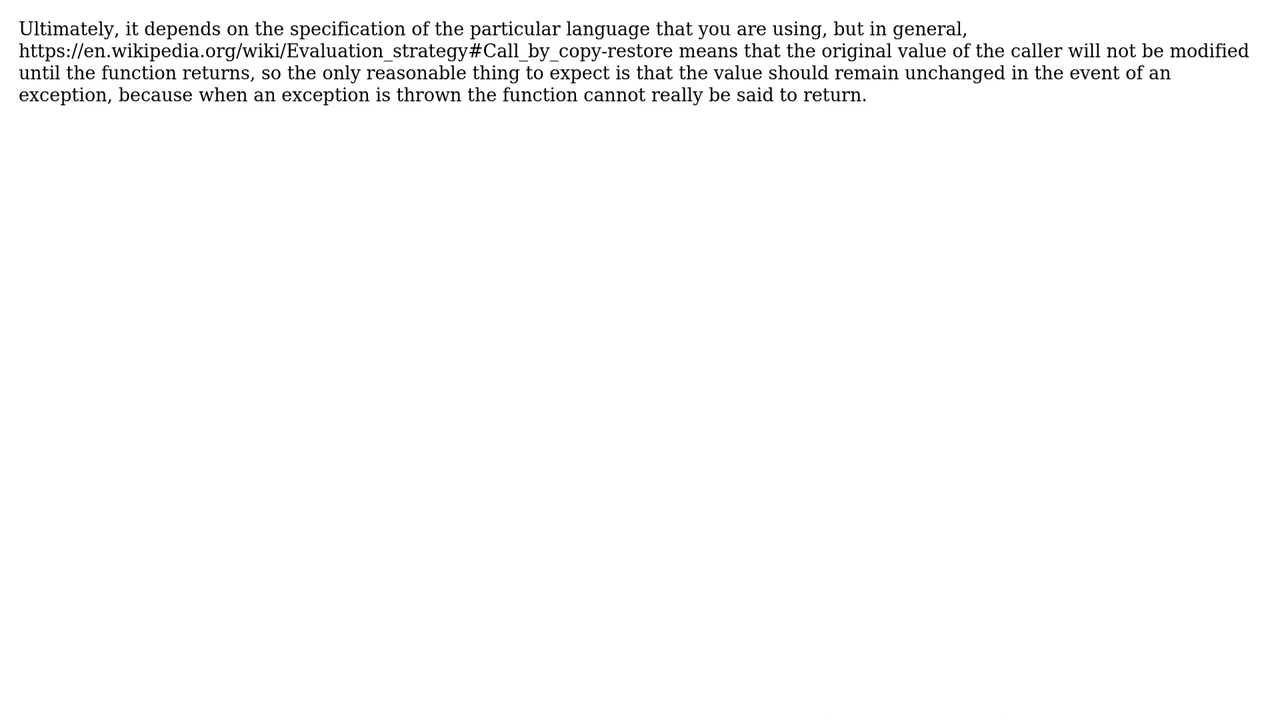 Ultimately, it depends on the specification of the particular language that you are using, but in general,
https://en.wikipedia.org/wiki/Evaluation_strategy#Call_by_copy-restore means that the original value of the caller will not be modified
until the function returns, so the only reasonable thing to expect is that the value should remain unchanged in the event of an
exception, because when an exception is thrown the function cannot really be said to return.